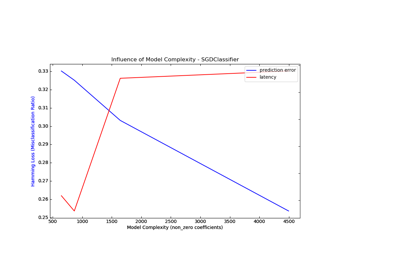 Influence of Model Complexity - SGDClassifier
prediction error
latency
Hamming Loss (Misclassification Ratio)
0.33
0.32
0.31
0.30
0.29
0.28
0.27
0.26
0.25
500 1000 1500 2000 2500 3000 3500 4000 4500
Model Complexity (non_zero coefficients)